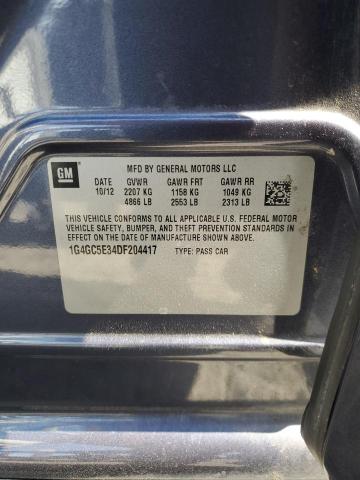 GM
MFD BY GENERAL MOTORS LLC
DATE GVWR GAWR FRT GAWR RR
10/12 2207 KG 1158 KG 1049 KG
4866 LB 2553 LB 2313 LB
THIS VEHICLE CONFORMS TO ALL APPLICABLE U.S. FEDERAL MOTOR
VEHICLE SAFETY, BUMPER, AND THEFT PREVENTION STANDARDS IN
EFFECT ON THE DATE OF MANUFACTURE SHOWN ABOVE.
1G4GC5E34DF204417 TYPE: PASS CAR